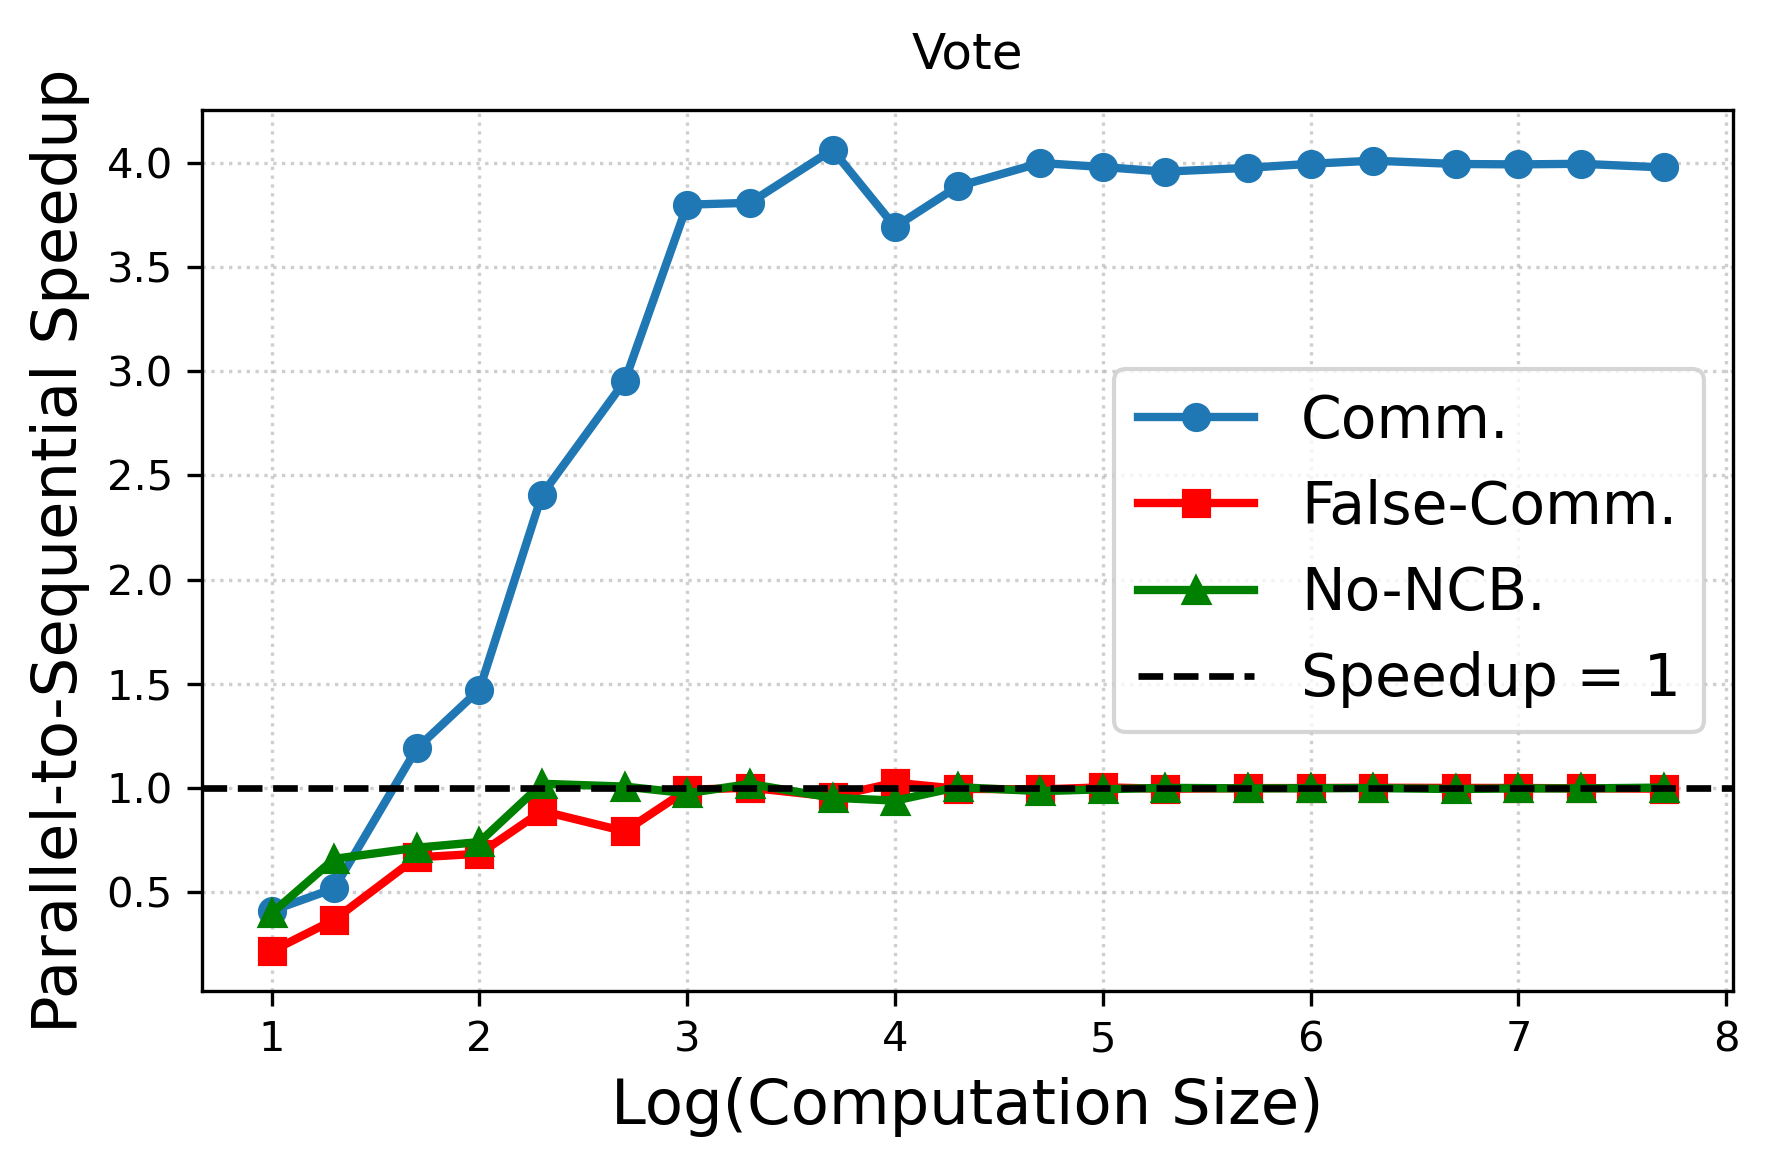 Vote
Parallel-to-Sequential Speedup
4.0
3.5
3.0
2.5
2.0
1.5
1.0
0.5
Comm.
False-Comm.
No-NCB.
Speedup = 1
1 2 3 4 5 6 7 8
Log(Computation Size)